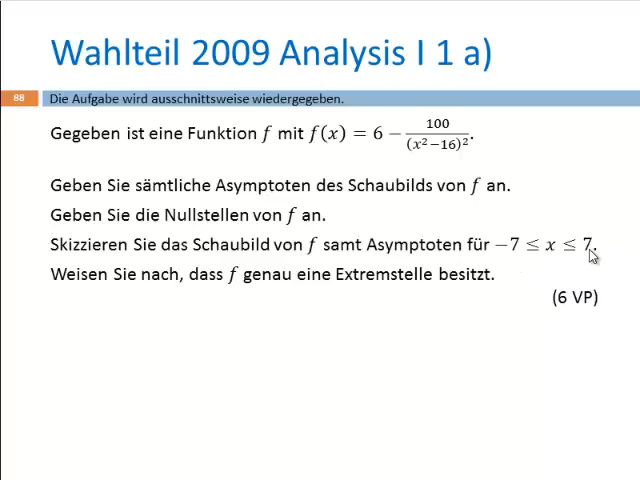 Wahlteil 2009 Analysis I 1 a)
88 Die Aufgabe wird ausschnittsweise wiedergegeben.
Gegeben ist eine Funktion f mit f(x) = 6 − 100/(x²−16)².
Geben Sie sämtliche Asymptoten des Schaubilds von f an.
Geben Sie die Nullstellen von f an.
Skizzieren Sie das Schaubild von f samt Asymptoten für −7 ≤ x ≤ 7.
Weisen Sie nach, dass f genau eine Extremstelle besitzt.
(6 VP)